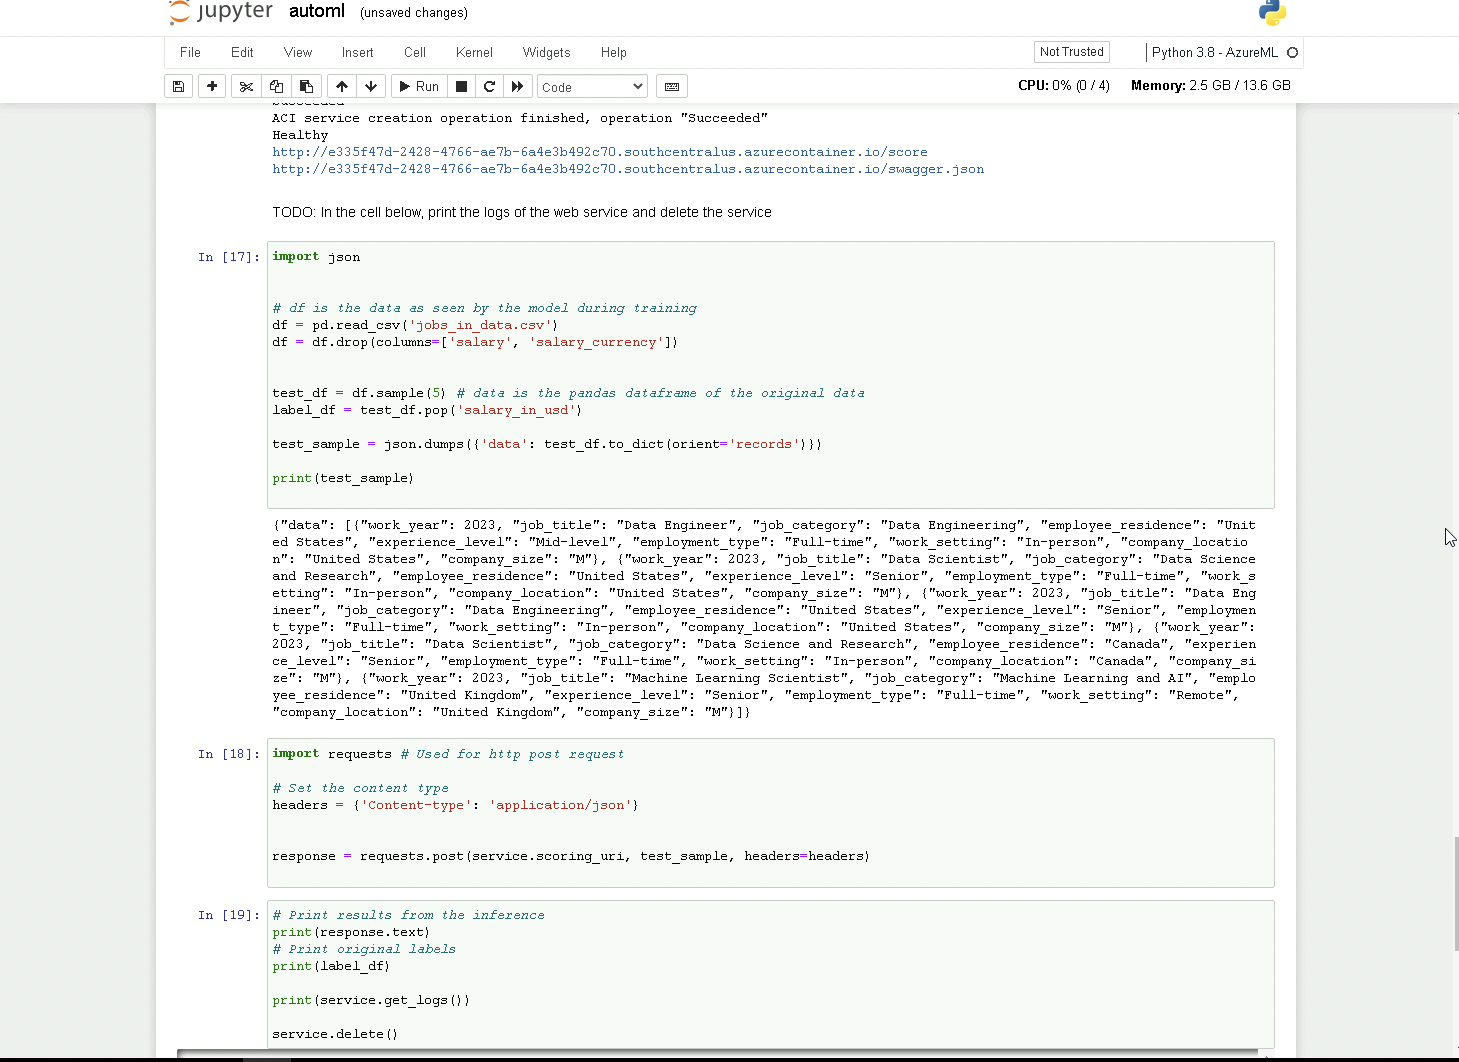 jupyter automl (unsaved changes)
File Edit View Insert Cell Kernel Widgets Help Not Trusted Python 3.8 - AzureML
Run Code CPU: 0% (0 / 4) Memory: 2.5 GB / 13.6 GB
Succeeded
ACI service creation operation finished, operation "Succeeded"
Healthy
http://e335f47d-2428-4766-ae7b-6a4e3b492c70.southcentralus.azurecontainer.io/score
http://e335f47d-2428-4766-ae7b-6a4e3b492c70.southcentralus.azurecontainer.io/swagger.json
TODO: In the cell below, print the logs of the web service and delete the service
In [17]: import json
# df is the data as seen by the model during training
df = pd.read_csv('jobs_in_data.csv')
df = df.drop(columns=['salary', 'salary_currency'])
test_df = df.sample(5) # data is the pandas dataframe of the original data
label_df = test_df.pop('salary_in_usd')
test_sample = json.dumps({'data': test_df.to_dict(orient='records')})
print(test_sample)
{"data": [{"work_year": 2023, "job_title": "Data Engineer", "job_category": "Data Engineering", "employee_residence": "Unit
ed States", "experience_level": "Mid-level", "employment_type": "Full-time", "work_setting": "In-person", "company_locatio
n": "United States", "company_size": "M"}, {"work_year": 2023, "job_title": "Data Scientist", "job_category": "Data Science
and Research", "employee_residence": "United States", "experience_level": "Senior", "employment_type": "Full-time", "work_s
etting": "In-person", "company_location": "United States", "company_size": "M"}, {"work_year": 2023, "job_title": "Data Eng
ineer", "job_category": "Data Engineering", "employee_residence": "United States", "experience_level": "Senior", "employmen
t_type": "Full-time", "work_setting": "In-person", "company_location": "United States", "company_size": "M"}, {"work_year":
2023, "job_title": "Data Scientist", "job_category": "Data Science and Research", "employee_residence": "Canada", "experien
ce_level": "Senior", "employment_type": "Full-time", "work_setting": "In-person", "company_location": "Canada", "company_si
ze": "M"}, {"work_year": 2023, "job_title": "Machine Learning Scientist", "job_category": "Machine Learning and AI", "emplo
yee_residence": "United Kingdom", "experience_level": "Senior", "employment_type": "Full-time", "work_setting": "Remote",
"company_location": "United Kingdom", "company_size": "M"}]}
In [18]: import requests # Used for http post request
# Set the content type
headers = {'Content-type': 'application/json'}
response = requests.post(service.scoring_uri, test_sample, headers=headers)
In [19]: # Print results from the inference
print(response.text)
# Print original labels
print(label_df)
print(service.get_logs())
service.delete()